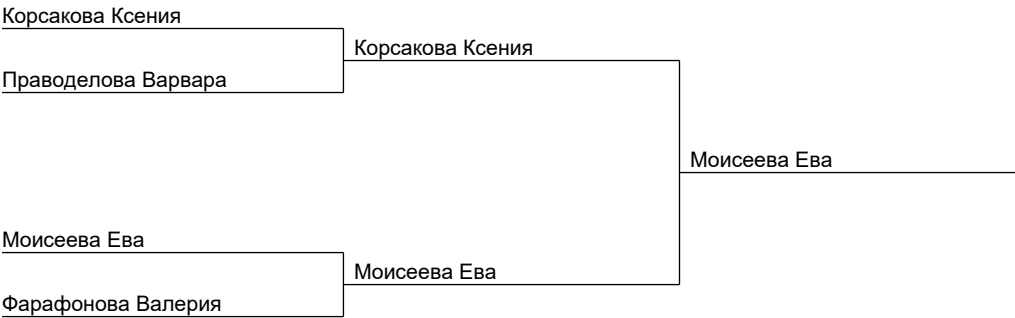 Корсакова Ксения
Корсакова Ксения
Праводелова Варвара
Моисеева Ева
Моисеева Ева
Моисеева Ева
Фарафонова Валерия